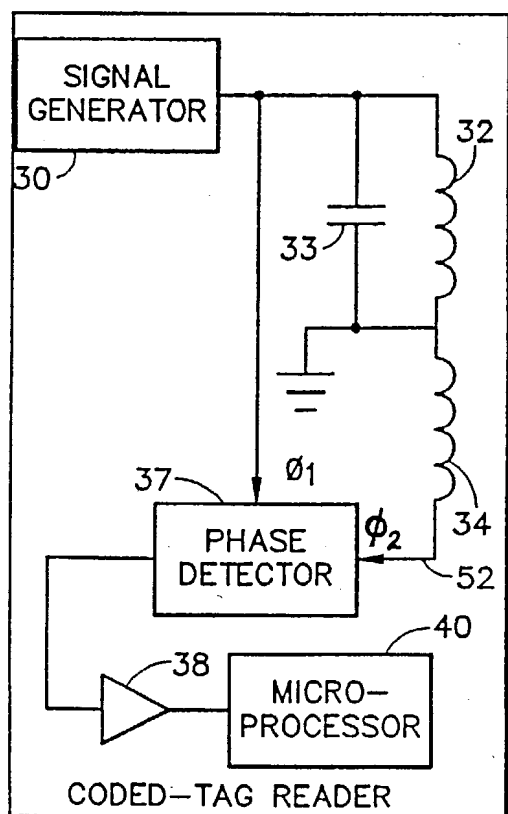 SIGNAL
GENERATOR
30
32
33
37
Ø1
34
PHASE
DETECTOR
ϕ2
52
38
40
MICRO-
PROCESSOR
CODED-TAG READER